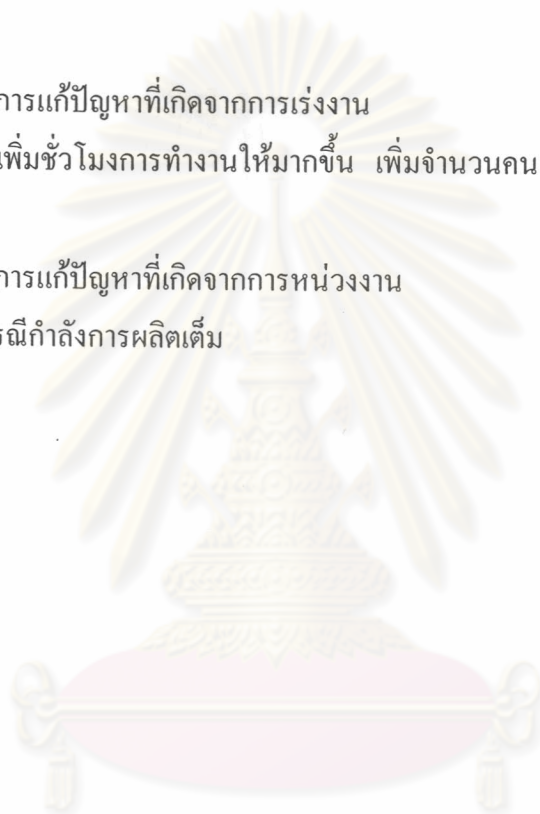 การแก้ปัญหาที่เกิดจากการเร่งงาน
เพิ่มชั่วโมงการทำงานให้มากขึ้น เพิ่มจำนวนคน
การแก้ปัญหาที่เกิดจากการหน่วงงาน
รณีกำลังการผลิตเต็ม